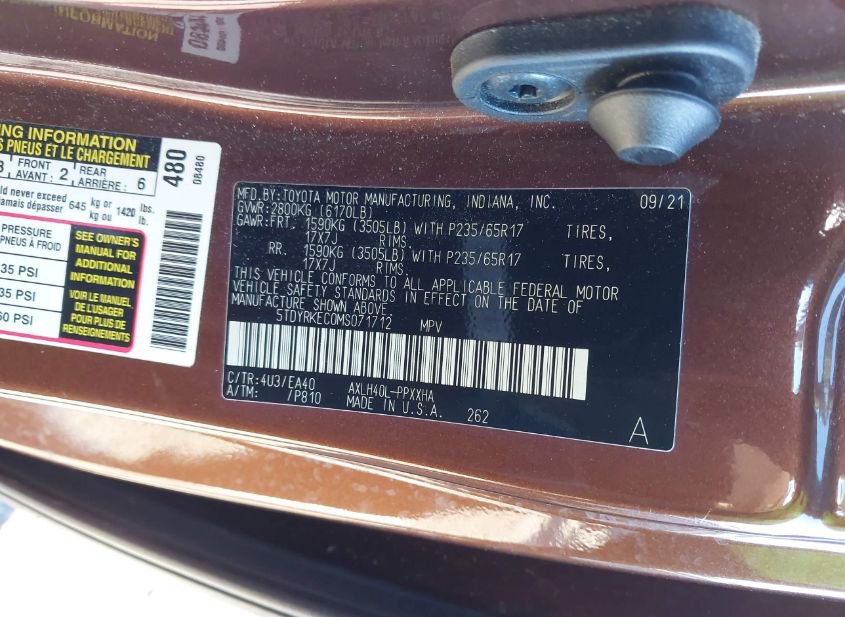 NG INFORMATION
S PNEUS ET LE CHARGEMENT
FRONT
AVANT : 2
REAR
ARRIÈRE : 6
480
08480
ld never exceed 645 kg or 1420 lbs.
jamais dépasser kg ou lb.
PRESSURE
PNEUS À FROID
35 PSI
35 PSI
60 PSI
SEE OWNER'S
MANUAL FOR
ADDITIONAL
INFORMATION
VOIR LE MANUEL
DE L'USAGER
POUR PLUS DE
RENSEIGNEMENTS
MFD.BY:TOYOTA MOTOR MANUFACTURING, INDIANA, INC. 09/21
GVWR:2800KG (6170LB)
GAWR:FRT. 1590KG (3505LB) WITH P235/65R17 TIRES,
17X7J RIMS.
RR. 1590KG (3505LB) WITH P235/65R17 TIRES,
17X7J RIMS.
THIS VEHICLE CONFORMS TO ALL APPLICABLE FEDERAL MOTOR
VEHICLE SAFETY STANDARDS IN EFFECT ON THE DATE OF
MANUFACTURE SHOWN ABOVE.
5TDYRKEC0MS071712 MPV
C/TR:4U3/EA40 AXLH40L-PPXXHA
A/TM: /P810 MADE IN U.S.A. 262
A